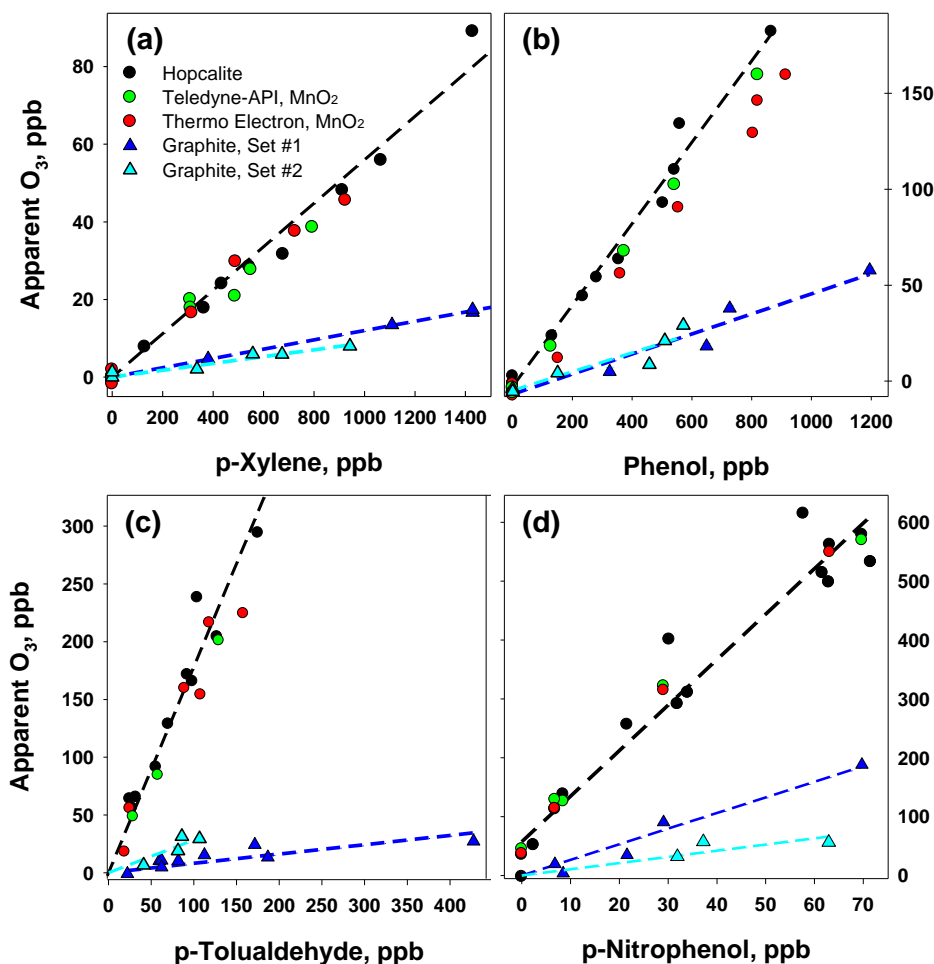 (a)
Hopcalite
Teledyne-API, MnO2
Thermo Electron, MnO2
Graphite, Set #1
Graphite, Set #2
Apparent O3, ppb
80
60
40
20
0
0 200 400 600 800 1000 1200 1400
p-Xylene, ppb
(b)
150
100
50
0
0 200 400 600 800 1000 1200
Phenol, ppb
(c)
Apparent O3, ppb
300
250
200
150
100
50
0
0 50 100 150 200 250 300 350 400
p-Tolualdehyde, ppb
(d)
600
500
400
300
200
100
0
0 10 20 30 40 50 60 70
p-Nitrophenol, ppb